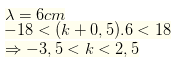 λ = 6cm
−18 < (k + 0, 5).6 < 18
⇒ −3, 5 < k < 2, 5